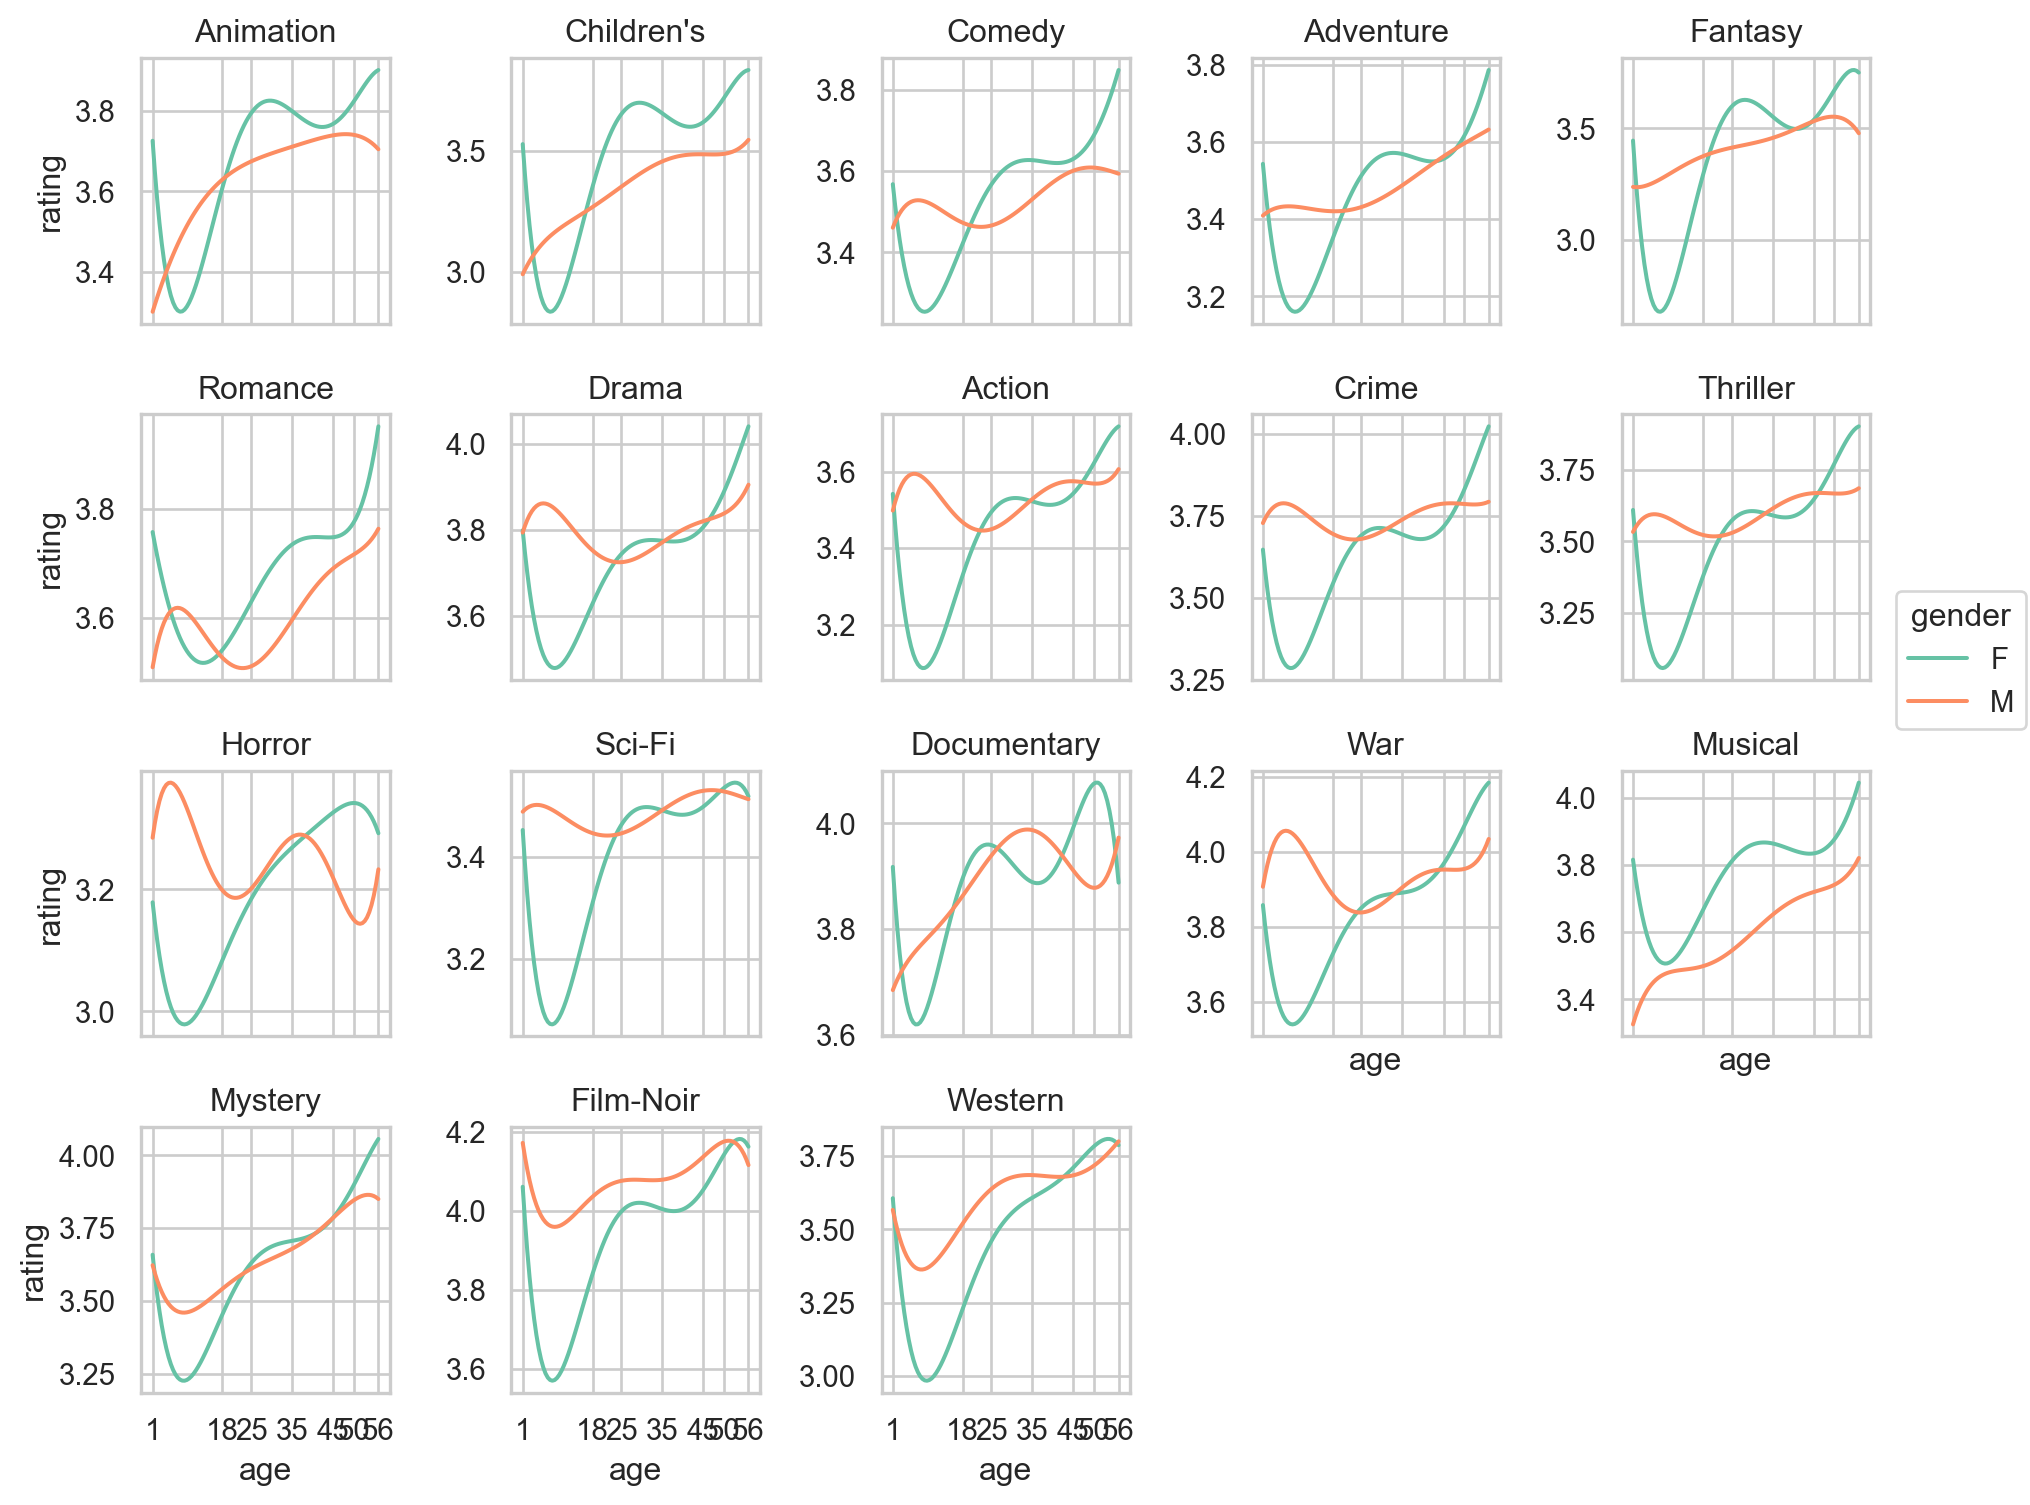 Animation
Children's
Comedy
Adventure
Fantasy
rating
3.8
3.6
3.4
3.5
3.0
3.8
3.6
3.4
3.8
3.6
3.4
3.2
3.5
3.0
Romance
Drama
Action
Crime
Thriller
rating
3.8
3.6
4.0
3.8
3.6
3.6
3.4
3.2
4.00
3.75
3.50
3.25
3.75
3.50
3.25
gender
F
M
Horror
Sci-Fi
Documentary
War
Musical
rating
3.2
3.0
3.4
3.2
4.0
3.8
3.6
4.2
4.0
3.8
3.6
age
4.0
3.8
3.6
3.4
age
Mystery
Film-Noir
Western
rating
4.00
3.75
3.50
3.25
1 18 25 35 45 50 56
age
4.2
4.0
3.8
3.6
1 18 25 35 45 50 56
age
3.75
3.50
3.25
3.00
1 18 25 35 45 50 56
age